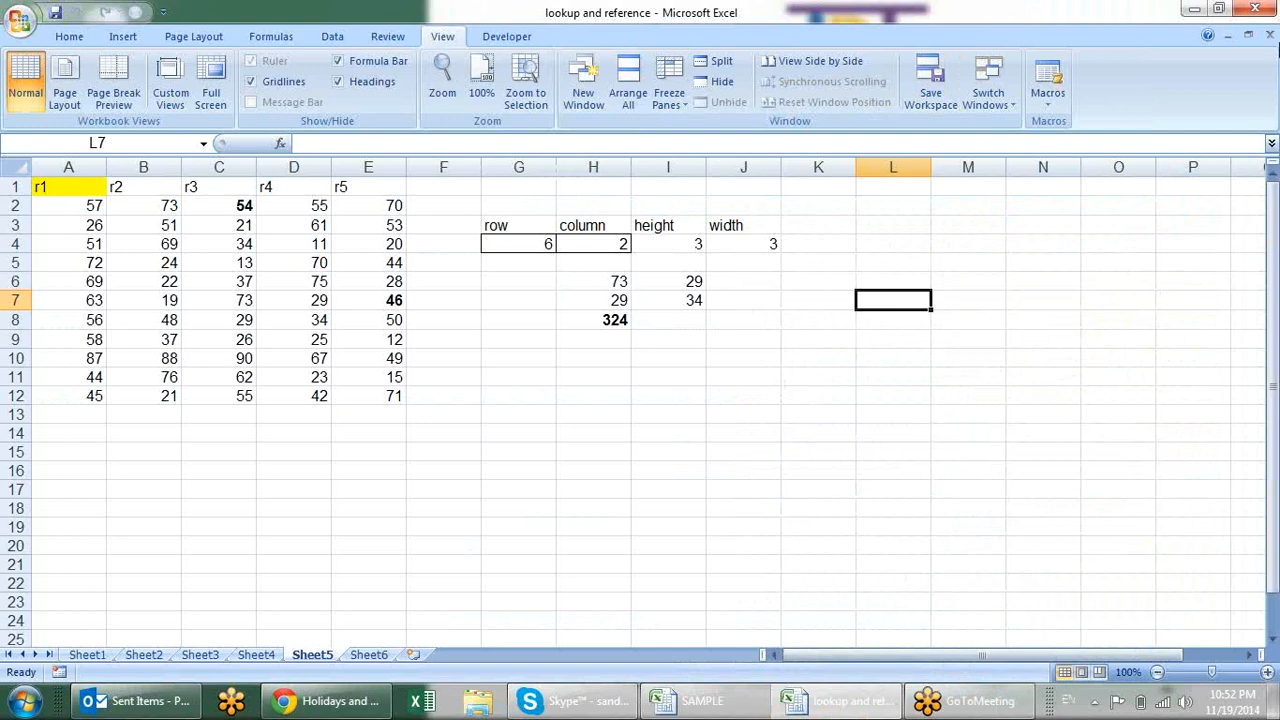 lookup and reference - Microsoft Excel
Home Insert Page Layout Formulas Data Review View Developer
Normal Page Layout Page Break Preview Custom Views Full Screen
Workbook Views
Ruler Formula Bar
Gridlines Headings
Message Bar
Show/Hide
Zoom 100% Zoom to Selection
Zoom
New Window Arrange All Freeze Panes
Split
Hide
Unhide
View Side by Side
Synchronous Scrolling
Reset Window Position
Window
Save Workspace Switch Windows
Macros
Macros
L7 fx
A B C D E F G H I J K L M N O P
1 r1 r2 r3 r4 r5
2 57 73 54 55 70
3 26 51 21 61 53 row column height width
4 51 69 34 11 20 6 2 3 3
5 72 24 13 70 44
6 69 22 37 75 28 73 29
7 63 19 73 29 46 29 34
8 56 48 29 34 50 324
9 58 37 26 25 12
10 87 88 90 67 49
11 44 76 62 23 15
12 45 21 55 42 71
13
14
15
16
17
18
19
20
21
22
23
24
25
Sheet1 Sheet2 Sheet3 Sheet4 Sheet5 Sheet6
Ready 100%
Sent Items - P... Holidays and ... Skype™ - sand... SAMPLE lookup and ref... GoToMeeting EN 10:52 PM
11/19/2014